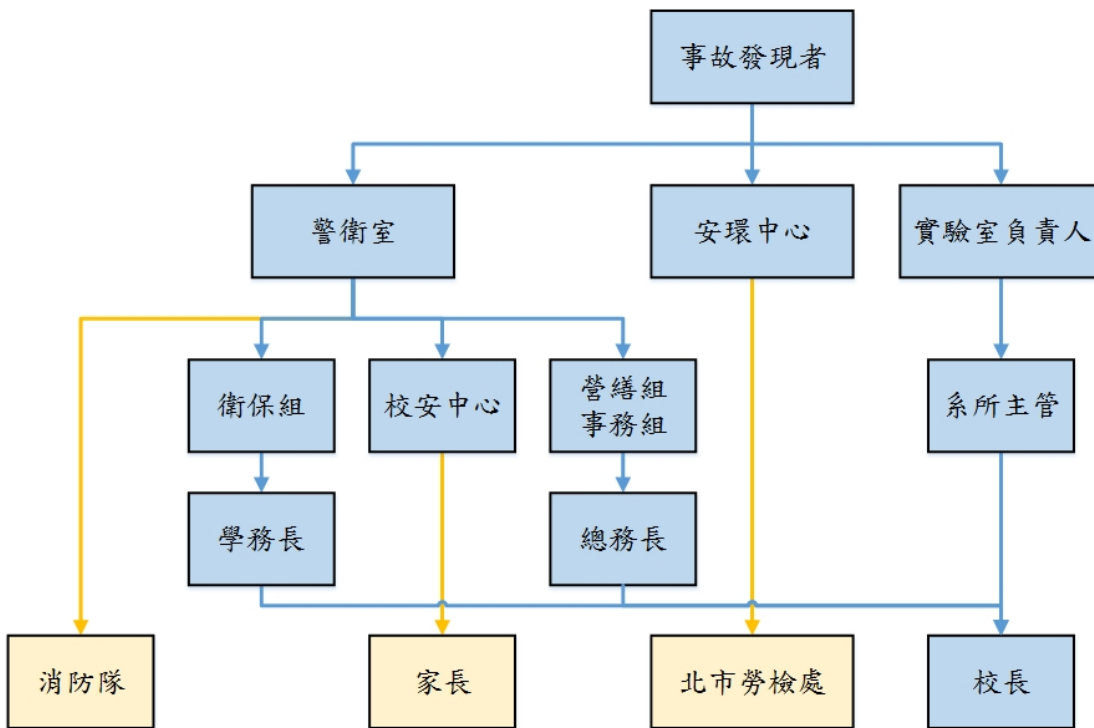 事故發現者
警衛室
安環中心
實驗室負責人
衛保組
校安中心
營繕組
事務組
系所主管
學務長
總務長
消防隊
家長
北市勞檢處
校長